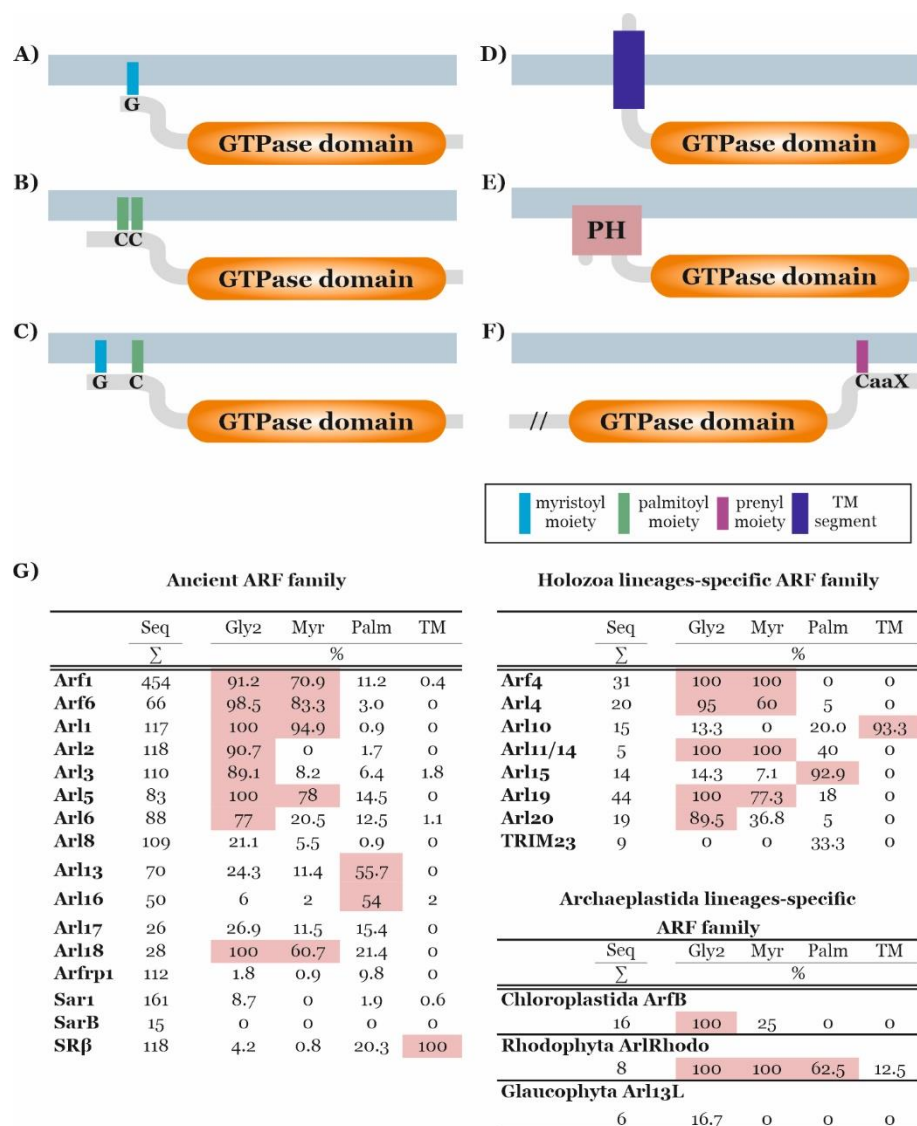 A)
G
GTPase domain
B)
CC
GTPase domain
C)
G C
GTPase domain
D)
GTPase domain
E)
PH
GTPase domain
F)
CaaX
// GTPase domain
myristoyl moiety
palmitoyl moiety
prenyl moiety
TM segment
G)
Ancient ARF family
Seq Gly2 Myr Palm TM
Σ %
Arf1 454 91.2 70.9 11.2 0.4
Arf6 66 98.5 83.3 3.0 0
Arl1 117 100 94.9 0.9 0
Arl2 118 90.7 0 1.7 0
Arl3 110 89.1 8.2 6.4 1.8
Arl5 83 100 78 14.5 0
Arl6 88 77 20.5 12.5 1.1
Arl8 109 21.1 5.5 0.9 0
Arl13 70 24.3 11.4 55.7 0
Arl16 50 6 2 54 2
Arl17 26 26.9 11.5 15.4 0
Arl18 28 100 60.7 21.4 0
Arfrp1 112 1.8 0.9 9.8 0
Sar1 161 8.7 0 1.9 0.6
SarB 15 0 0 0 0
SRβ 118 4.2 0.8 20.3 100
Holozoa lineages-specific ARF family
Seq Gly2 Myr Palm TM
Σ %
Arf4 31 100 100 0 0
Arl4 20 95 60 5 0
Arl10 15 13.3 0 20.0 93.3
Arl11/14 5 100 100 40 0
Arl15 14 14.3 7.1 92.9 0
Arl19 44 100 77.3 18 0
Arl20 19 89.5 36.8 5 0
TRIM23 9 0 0 33.3 0
Archaeplastida lineages-specific
ARF family
Seq Gly2 Myr Palm TM
Σ %
Chloroplastida ArfB
16 100 25 0 0
Rhodophyta ArlRhodo
8 100 100 62.5 12.5
Glaucophyta Arl13L
6 16.7 0 0 0